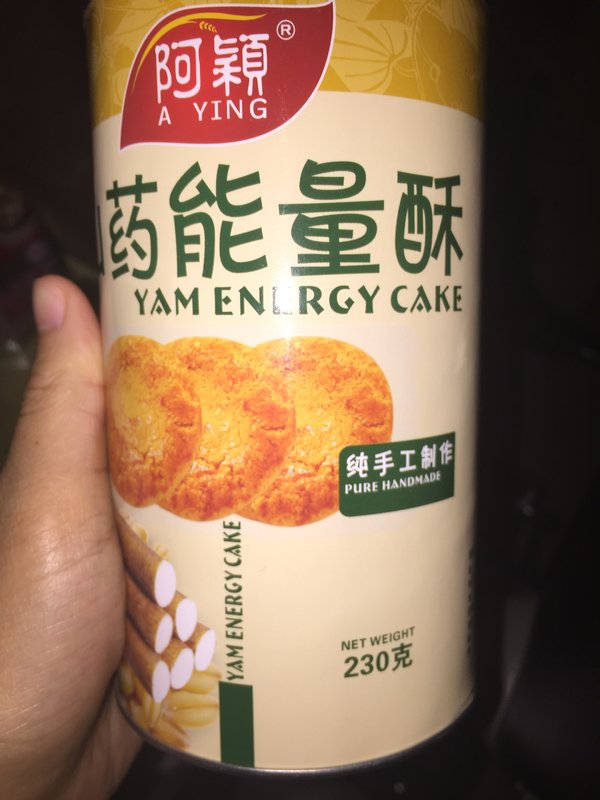 阿穎®
A YING
药能量酥
YAM ENERGY CAKE
纯手工制作
PURE HANDMADE
YAM ENERGY CAKE
NET WEIGHT
230克